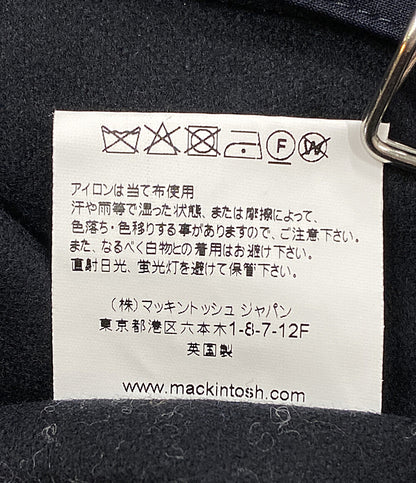 アイロンは当て布使用
汗や雨等で湿った状態、または摩擦によって、
色落ち・色移りする事がありますので、ご注意下さい。
また、なるべく白物との着用はお避け下さい。
直射日光、蛍光灯を避けて保管下さい。
(株)マッキントッシュ ジャパン
東京都港区六本木1-8-7-12F
英国製
www.mackintosh.com